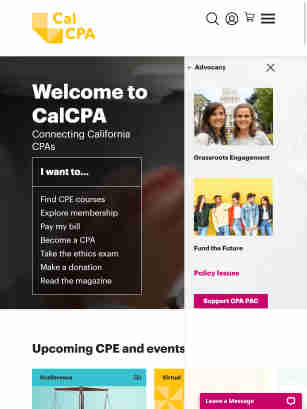 Cal
CPA
Advocacy
Welcome to
CalCPA
Connecting California
CPAs
I want to...
Find CPE courses
Explore membership
Pay my bill
Become a CPA
Take the ethics exam
Make a donation
Read the magazine
Grassroots Engagement
Fund the Future
Policy Issues
Support CPA PAC
Upcoming CPE and events
Conference
Virtual
Leave a Message